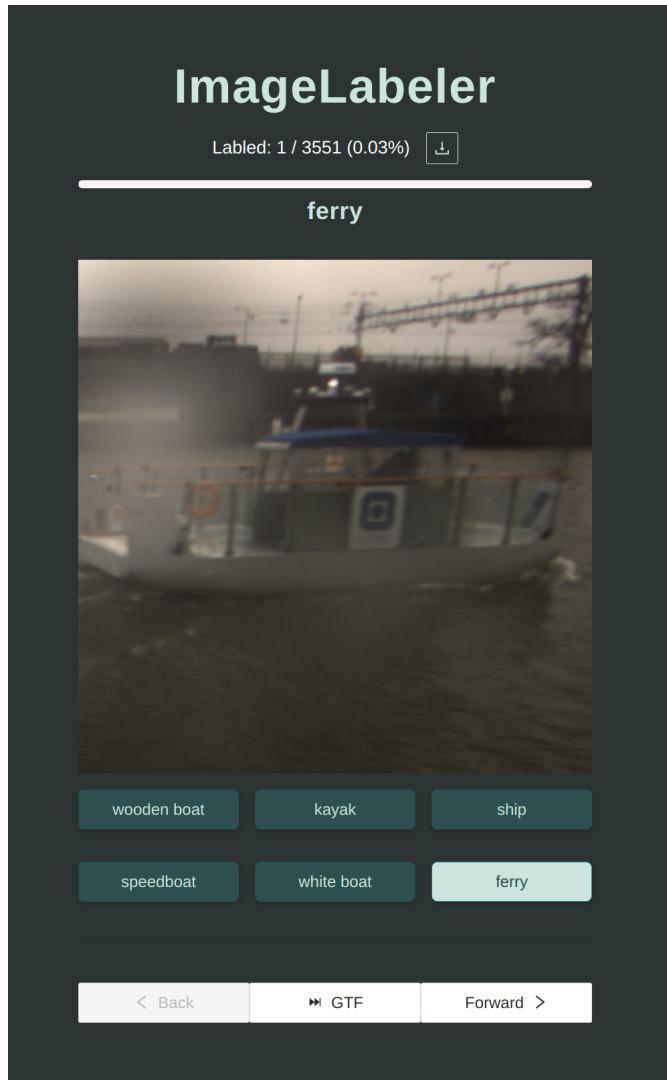 ImageLabeler
Labled: 1 / 3551 (0.03%)
ferry
wooden boat
kayak
ship
speedboat
white boat
ferry
Back
GTF
Forward